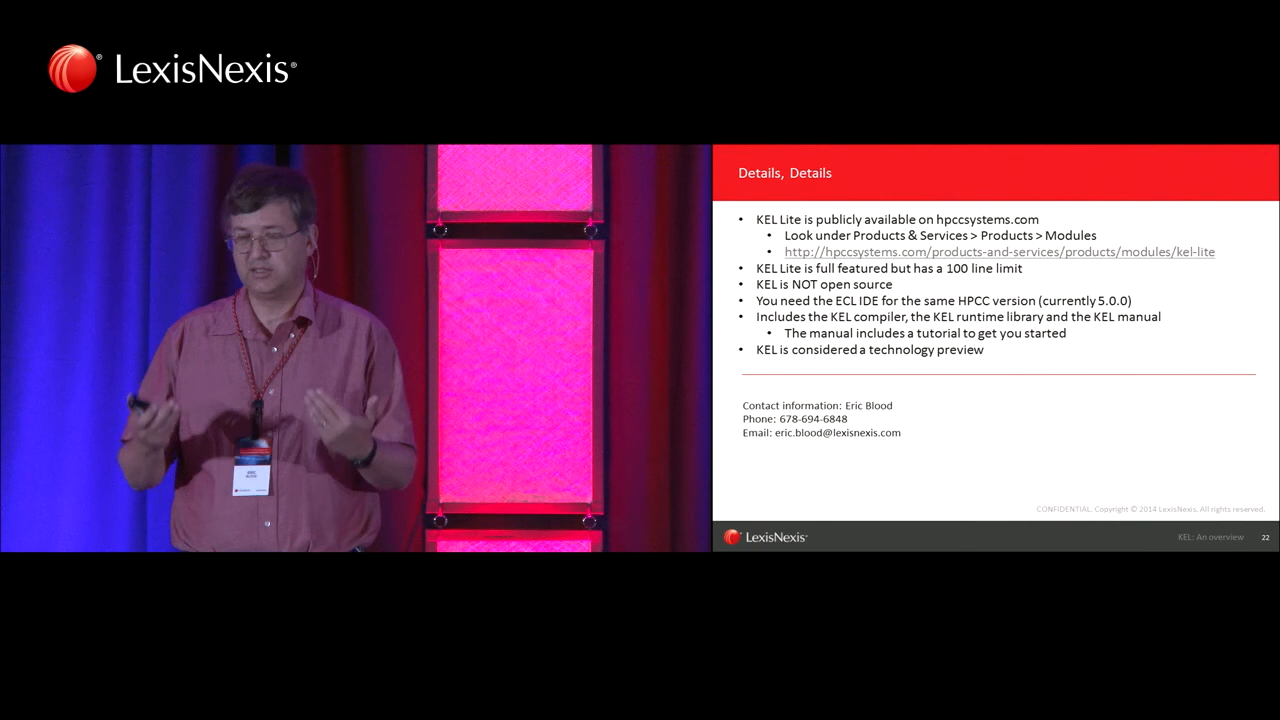 LexisNexis®
Details, Details
• KEL Lite is publicly available on hpccsystems.com
• Look under Products & Services > Products > Modules
• http://hpccsystems.com/products-and-services/products/modules/kel-lite
• KEL Lite is full featured but has a 100 line limit
• KEL is NOT open source
• You need the ECL IDE for the same HPCC version (currently 5.0.0)
• Includes the KEL compiler, the KEL runtime library and the KEL manual
• The manual includes a tutorial to get you started
• KEL is considered a technology preview
Contact information: Eric Blood
Phone: 678-694-6848
Email: eric.blood@lexisnexis.com
CONFIDENTIAL. Copyright © 2014 LexisNexis. All rights reserved.
LexisNexis®
KEL: An overview 22